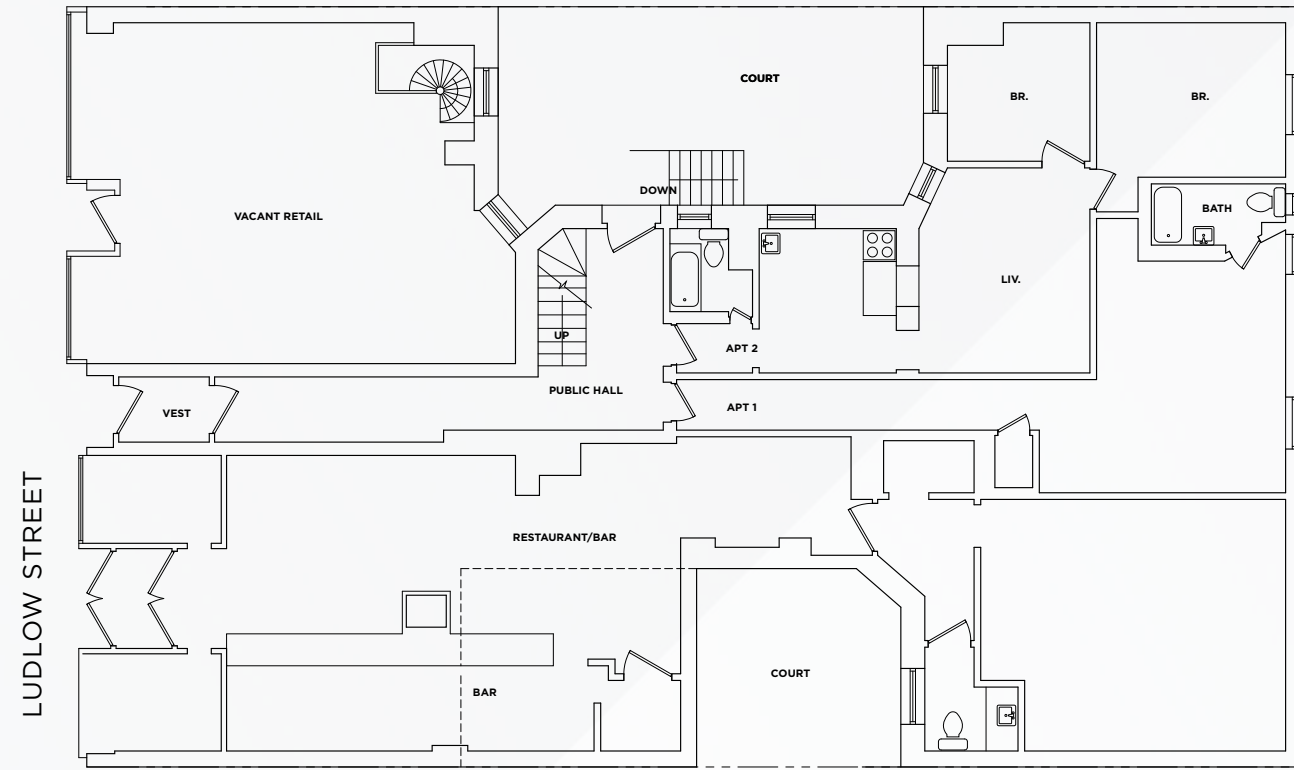 COURT
BR.
BR.
DOWN
BATH
VACANT RETAIL
LIV.
UP
APT 2
PUBLIC HALL
VEST
APT 1
LUDLOW STREET
RESTAURANT/BAR
COURT
BAR